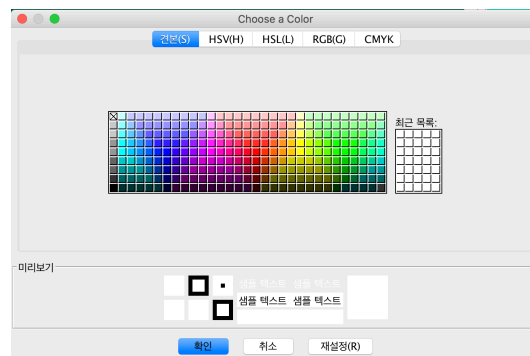 Choose a Color
견본(S) HSV(H) HSL(L) RGB(G) CMYK
최근 목록:
미리보기
샘플 텍스트 샘플 텍스트
샘플 텍스트 샘플 텍스트
확인 취소 재설정(R)